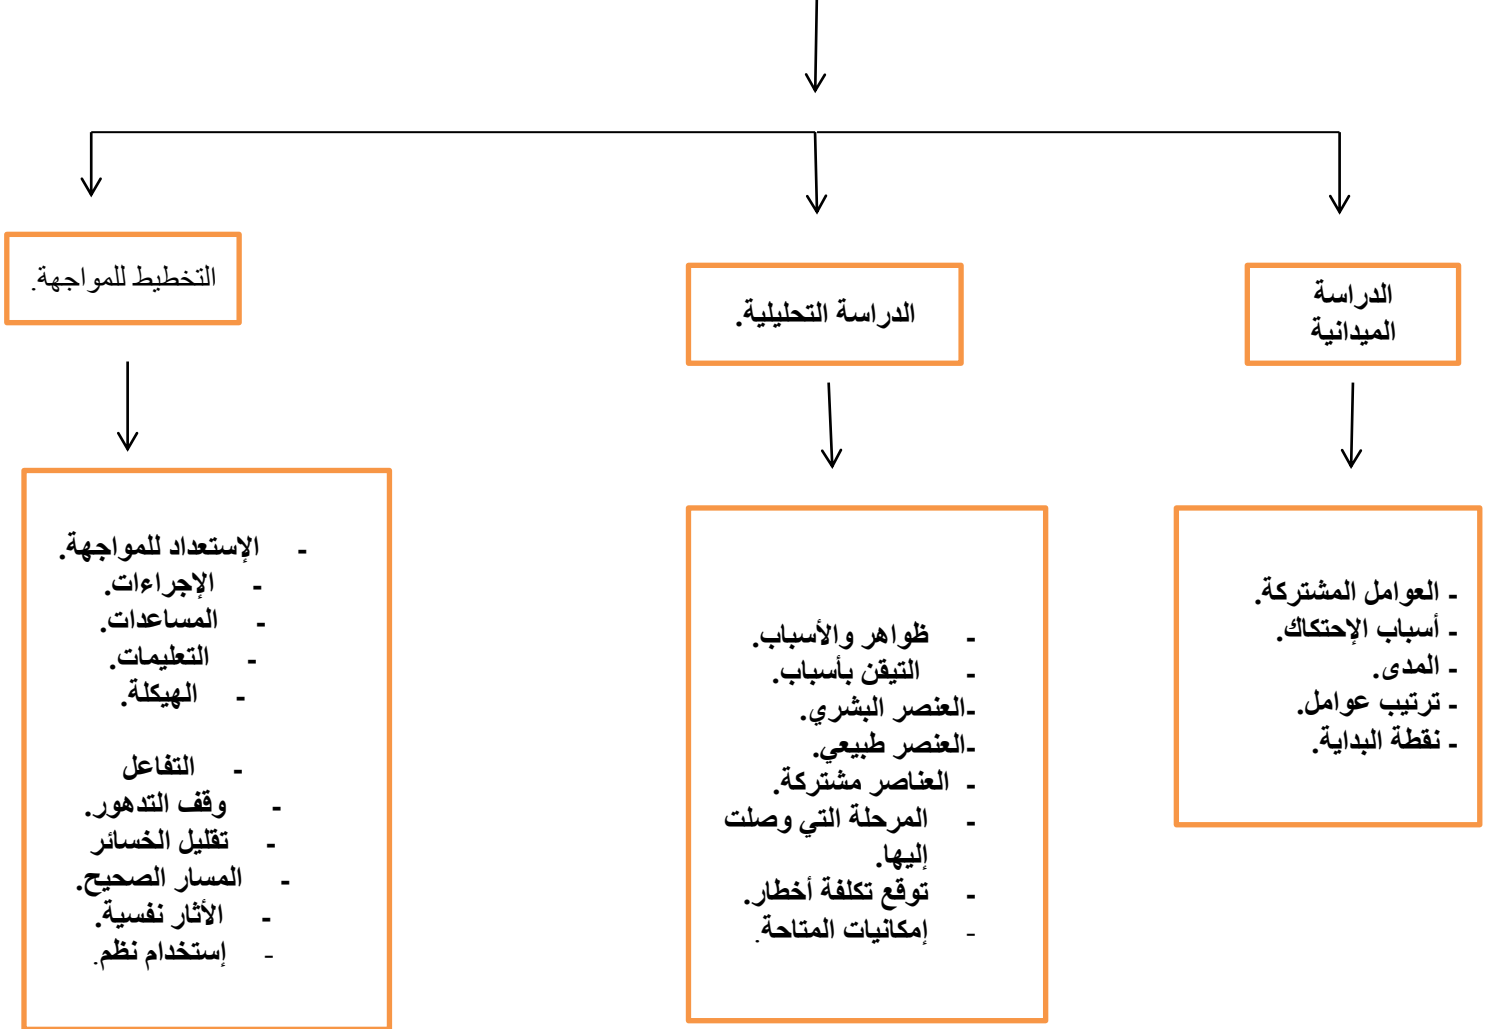 الدراسة
الميدانية
الدراسة التحليلية.
التخطيط للمواجهة.
- العوامل المشتركة.
- أسباب الإحتكاك.
- المدى.
- ترتيب عوامل.
- نقطة البداية.
- ظواهر والأسباب.
- التيقن بأسباب.
-العنصر البشري.
-العنصر طبيعي.
- العناصر مشتركة.
- المرحلة التي وصلت
إليها.
- توقع تكلفة أخطار.
- إمكانيات المتاحة.
- الإستعداد للمواجهة.
- الإجراءات.
- المساعدات.
- التعليمات.
- الهيكلة.
- التفاعل
- وقف التدهور.
- تقليل الخسائر
- المسار الصحيح.
- الأثار نفسية.
- إستخدام نظم.